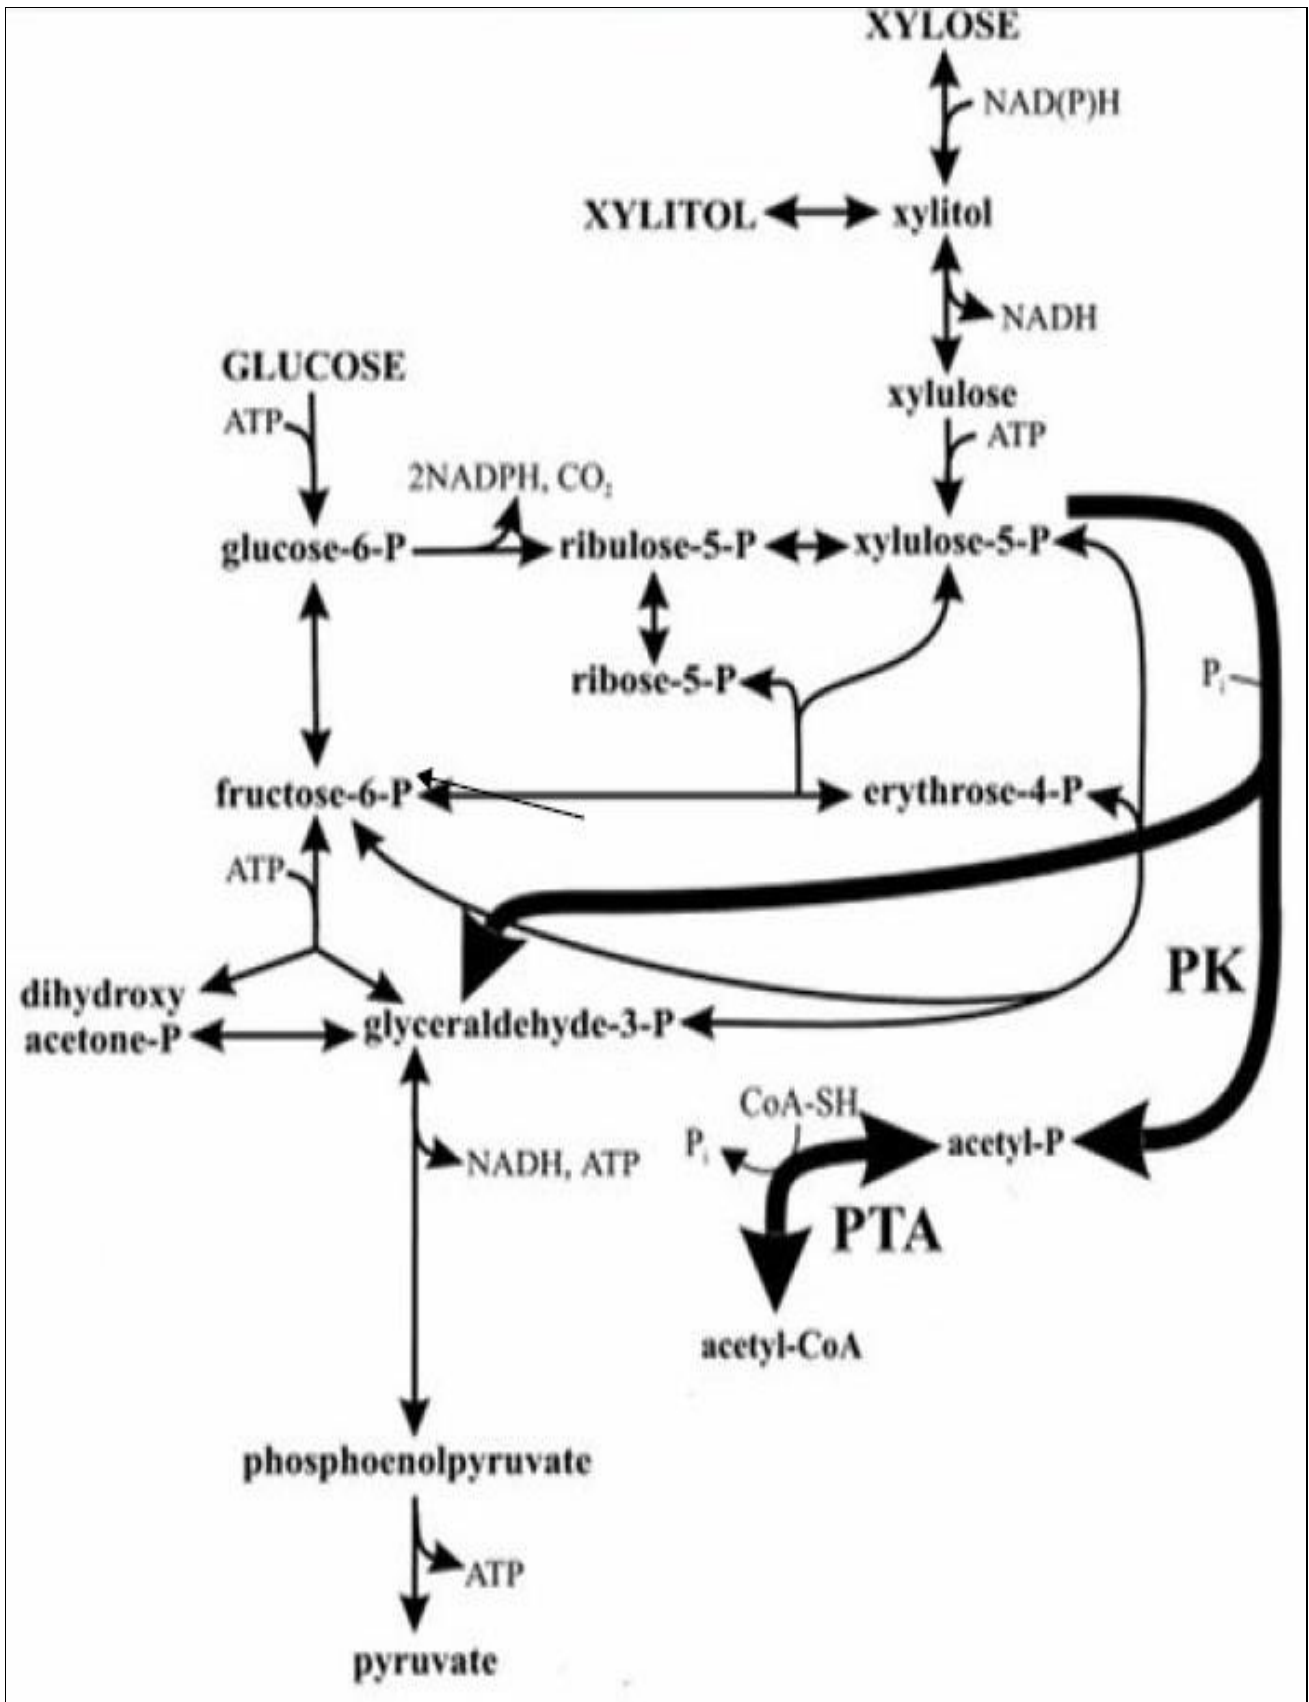 XYLOSE
NAD(P)H
XYLITOL
xylitol
NADH
GLUCOSE
xylulose
ATP
ATP
2NADPH, CO₂
glucose-6-P
ribulose-5-P
xylulose-5-P
ribose-5-P
Pᵢ
fructose-6-P
erythrose-4-P
ATP
PK
dihydroxy
acetone-P
glyceraldehyde-3-P
CoA-SH
Pᵢ
acetyl-P
NADH, ATP
PTA
acetyl-CoA
phosphoenolpyruvate
ATP
pyruvate